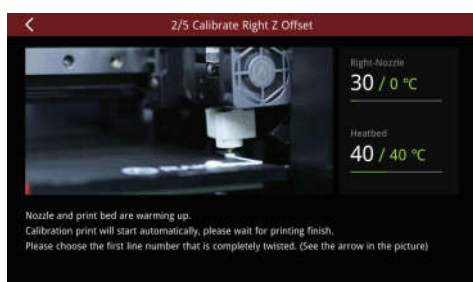 2/5 Calibrate Right Z Offset
Right-Nozzle
30 / 0 °C
Heatbed
40 / 40 °C
Nozzle and print bed are warming up.
Calibration print will start automatically, please wait for printing finish.
Please choose the first line number that is completely twisted. (See the arrow in the picture)